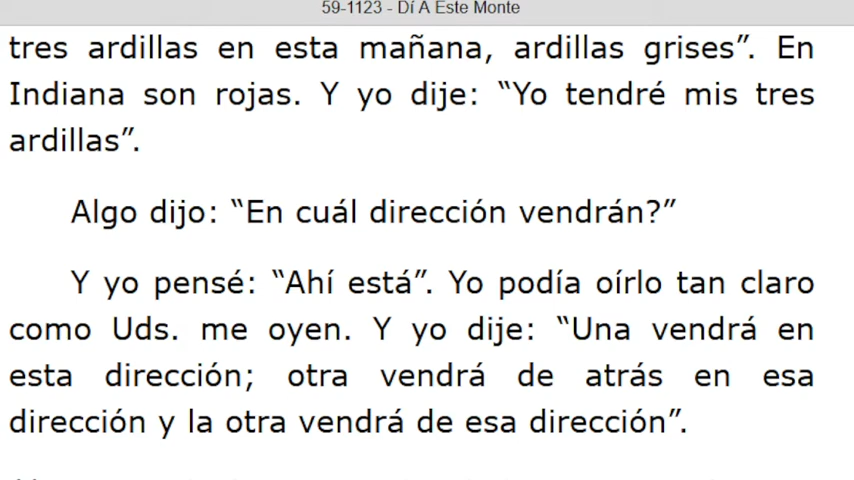 59-1123 - Dí A Este Monte
tres ardillas en esta mañana, ardillas grises”. En
Indiana son rojas. Y yo dije: “Yo tendré mis tres
ardillas”.
Algo dijo: “En cuál dirección vendrán?”
Y yo pensé: “Ahí está”. Yo podía oírlo tan claro
como Uds. me oyen. Y yo dije: “Una vendrá en
esta dirección; otra vendrá de atrás en esa
dirección y la otra vendrá de esa dirección”.